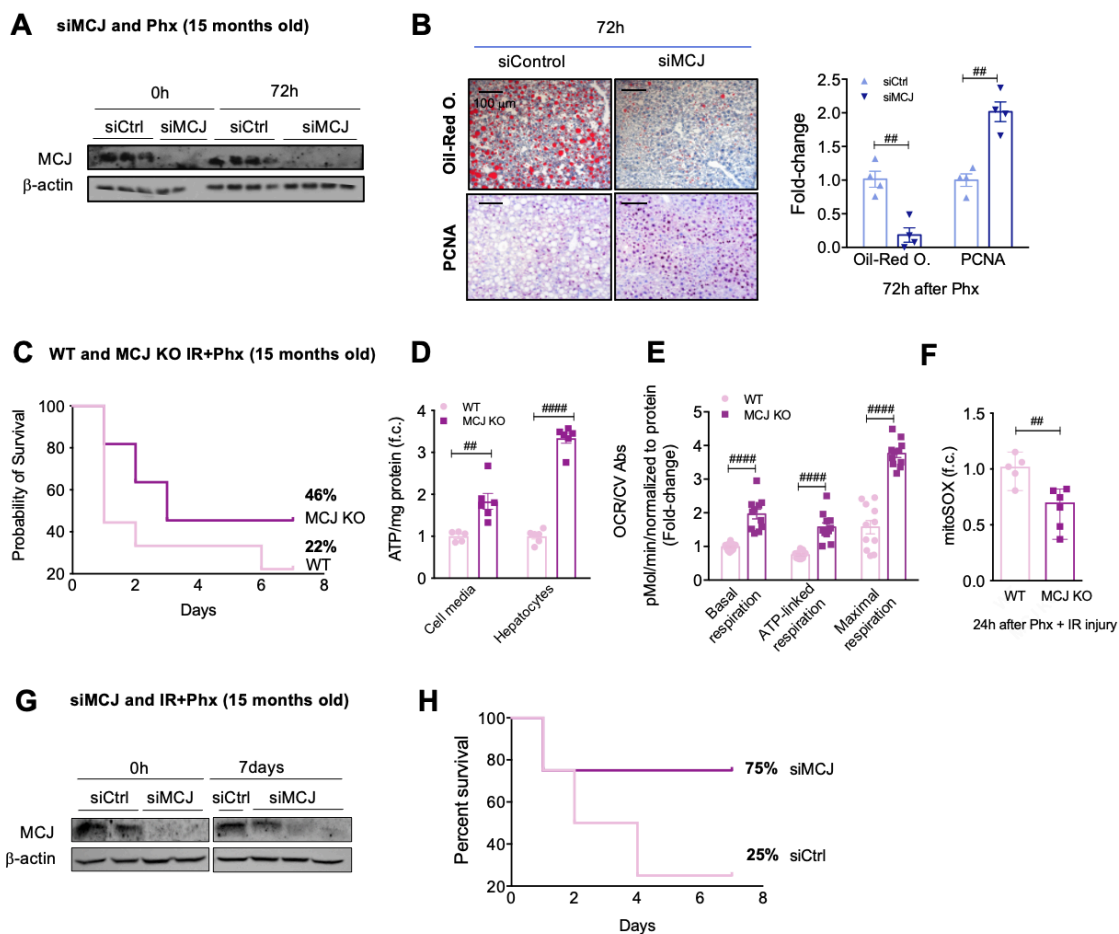 A siMCJ and Phx (15 months old)
0h 72h
siCtrl siMCJ siCtrl siMCJ
MCJ
β-actin
B
72h
siControl siMCJ
Oil-Red O.
100 µm
PCNA
siCtrl
siMCJ
##
##
Fold-change
2.5
2.0
1.5
1.0
0.5
0.0
Oil-Red O. PCNA
72h after Phx
C WT and MCJ KO IR+Phx (15 months old)
Probability of Survival
100
80
60
40
20
46%
MCJ KO
22%
WT
0 2 4 6 8
Days
D
WT
MCJ KO
##
####
ATP/mg protein (f.c.)
4
3
2
1
0
Cell media
Hepatocytes
E
WT
MCJ KO
####
####
####
OCR/CV Abs
pMol/min/normalized to protein
(Fold-change)
5
4
3
2
1
0
Basal
respiration
ATP-linked
respiration
Maximal
respiration
F
##
mitoSOX (f.c.)
1.5
1.0
0.5
0.0
WT MCJ KO
24h after Phx + IR injury
G siMCJ and IR+Phx (15 months old)
0h 7days
siCtrl siMCJ siCtrl siMCJ
MCJ
β-actin
H
Percent survival
100
80
60
40
20
75% siMCJ
25% siCtrl
0 2 4 6 8
Days